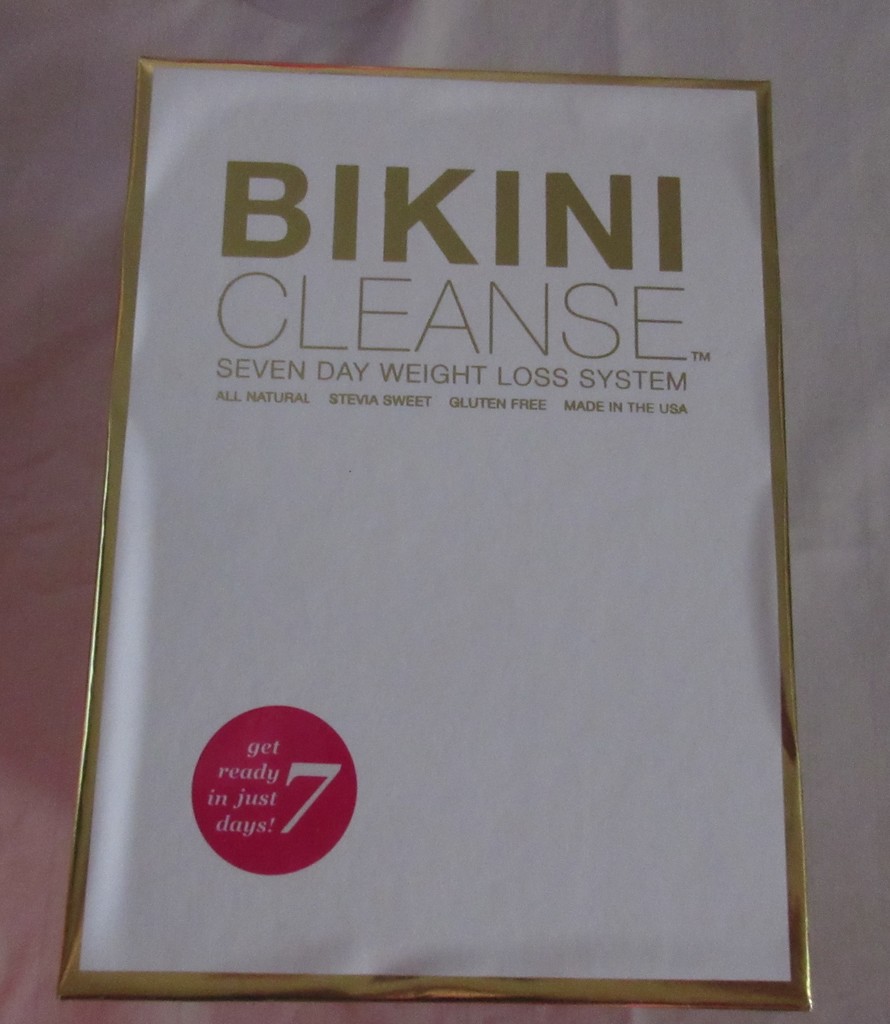 BIKINI
CLEANSE™
SEVEN DAY WEIGHT LOSS SYSTEM
ALL NATURAL STEVIA SWEET GLUTEN FREE MADE IN THE USA
get
ready
in just 7
days!